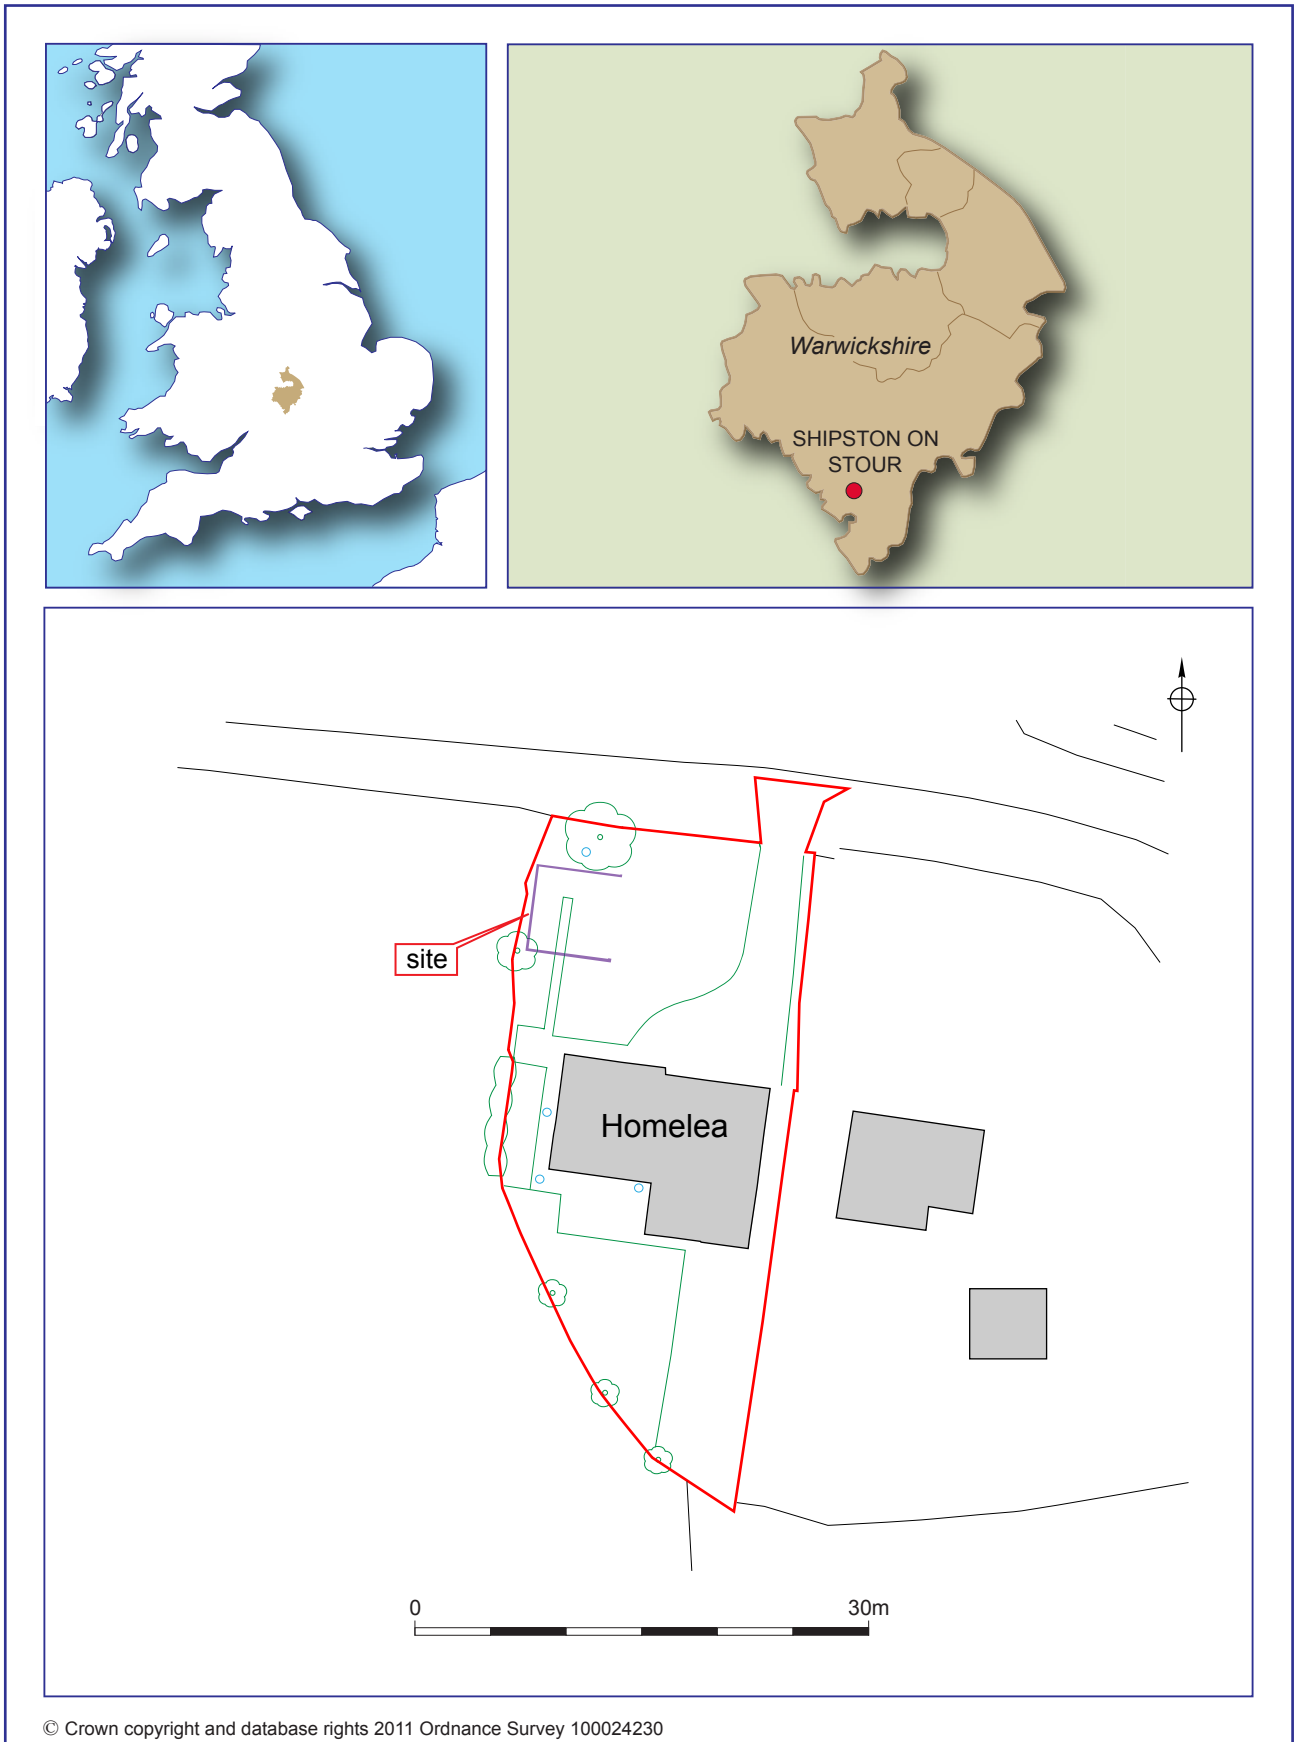 Warwickshire
SHIPSTON ON
STOUR
site
Homelea
0 30m
© Crown copyright and database rights 2011 Ordnance Survey 100024230